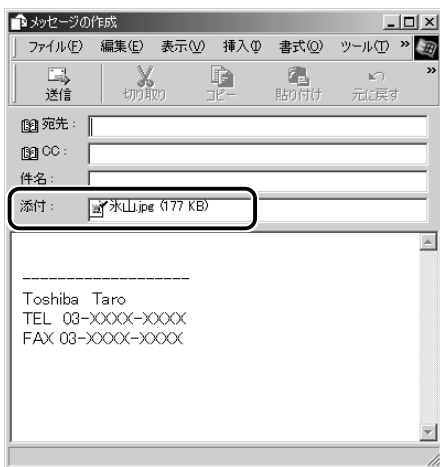 メッセージの作成
ファイル(F) 編集(E) 表示(V) 挿入(I) 書式(O) ツール(T) »
送信 切り取り コピー 貼り付け 元に戻す »
宛先：
CC：
件名：
添付： 氷山.jpg (177 KB)
--------------------
Toshiba Taro
TEL 03-XXXX-XXXX
FAX 03-XXXX-XXXX